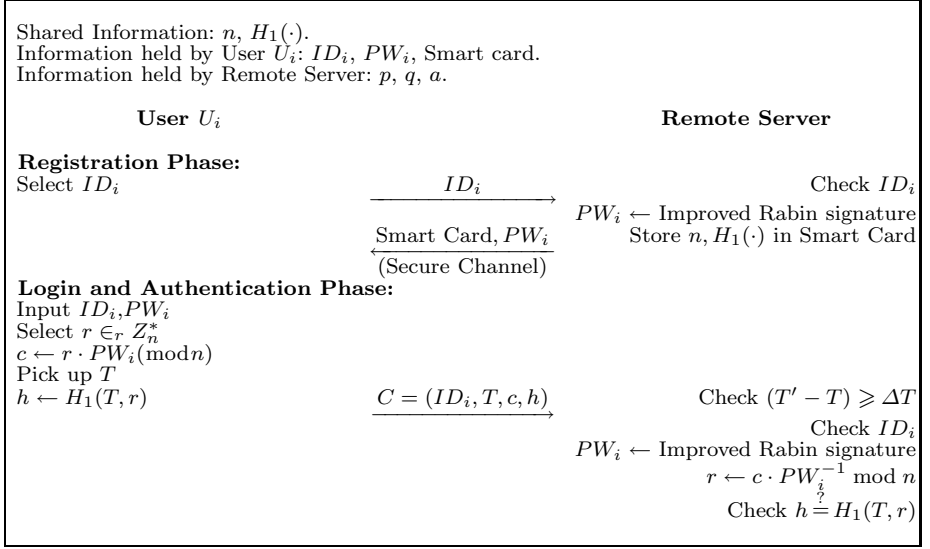 Shared Information: n, H₁(·).
Information held by User Uᵢ: IDᵢ, PWᵢ, Smart card.
Information held by Remote Server: p, q, a.
User Uᵢ Remote Server
Registration Phase:
Select IDᵢ IDᵢ Check IDᵢ
PWᵢ ← Improved Rabin signature
Smart Card, PWᵢ Store n, H₁(·) in Smart Card
(Secure Channel)
Login and Authentication Phase:
Input IDᵢ,PWᵢ
Select r ∈ᵣ Zₙ*
c ← r · PWᵢ(mod n)
Pick up T
h ← H₁(T, r) C = (IDᵢ, T, c, h) Check (T′ − T) ⩾ ΔT
Check IDᵢ
PWᵢ ← Improved Rabin signature
r ← c · PWᵢ⁻¹ mod n
Check h ≟ H₁(T, r)